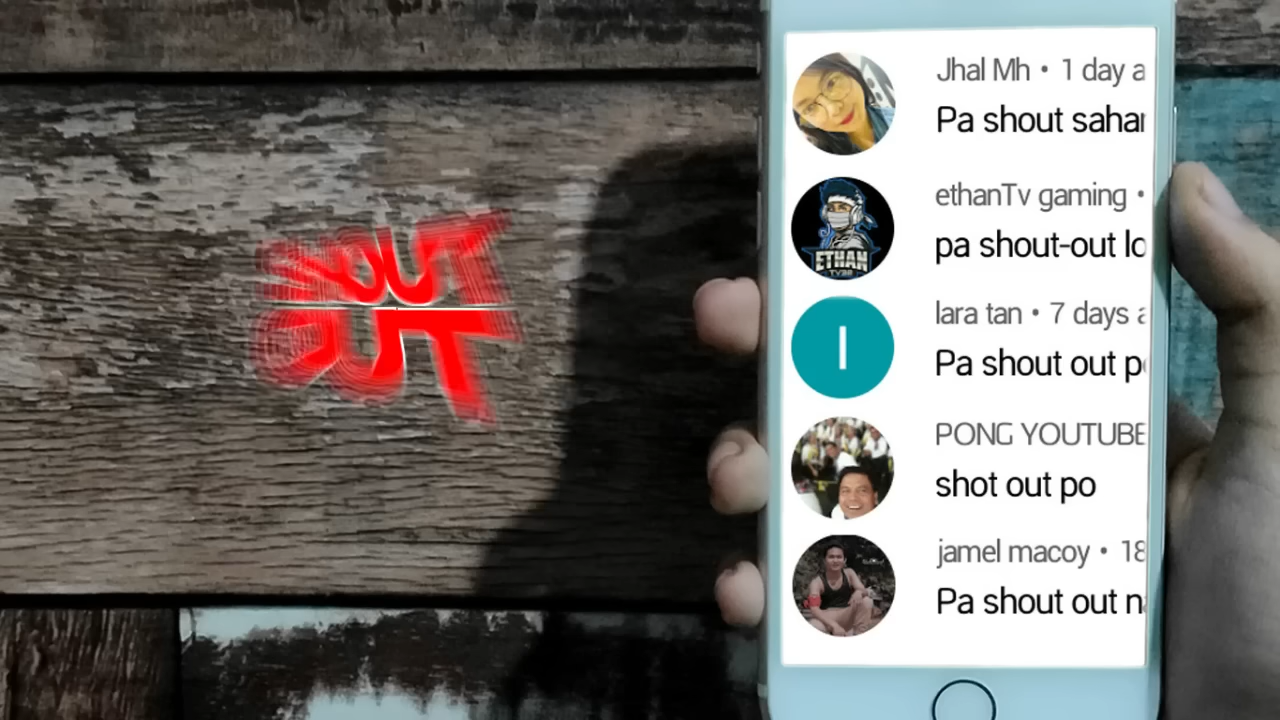 SHOUT
OUT
Jhal Mh • 1 day a
Pa shout sahar
ethanTv gaming •
pa shout-out lo
ETHAN
lara tan • 7 days a
Pa shout out p
l
PONG YOUTUBE
shot out po
jamel macoy • 18
Pa shout out na